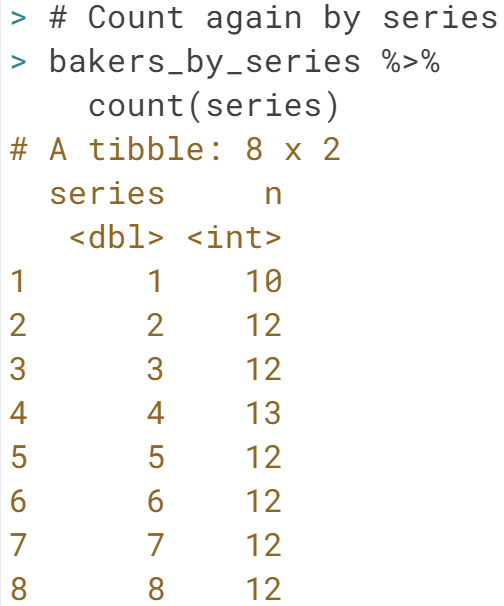 > # Count again by series
> bakers_by_series %>%
    count(series)
# A tibble: 8 x 2
  series     n
   <dbl> <int>
1      1    10
2      2    12
3      3    12
4      4    13
5      5    12
6      6    12
7      7    12
8      8    12